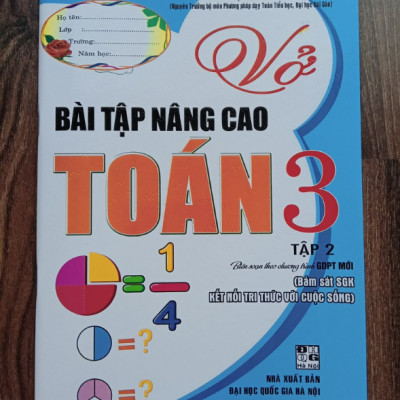 (Nguyên Trưởng bộ môn Phương pháp dạy Toán Tiểu học, Đại học Sài Gòn)
Họ tên:
Lớp :
Trường:
Năm học:
Vở
BÀI TẬP NÂNG CAO
TOÁN 3
TẬP 2
Biên soạn theo chương trình GDPT MỚI
(Bám sát SGK
KẾT NỐI TRI THỨC VỚI CUỘC SỐNG)
= 1/4
= ?
= ?
Hà Nội
NHÀ XUẤT BẢN
ĐẠI HỌC QUỐC GIA HÀ NỘI